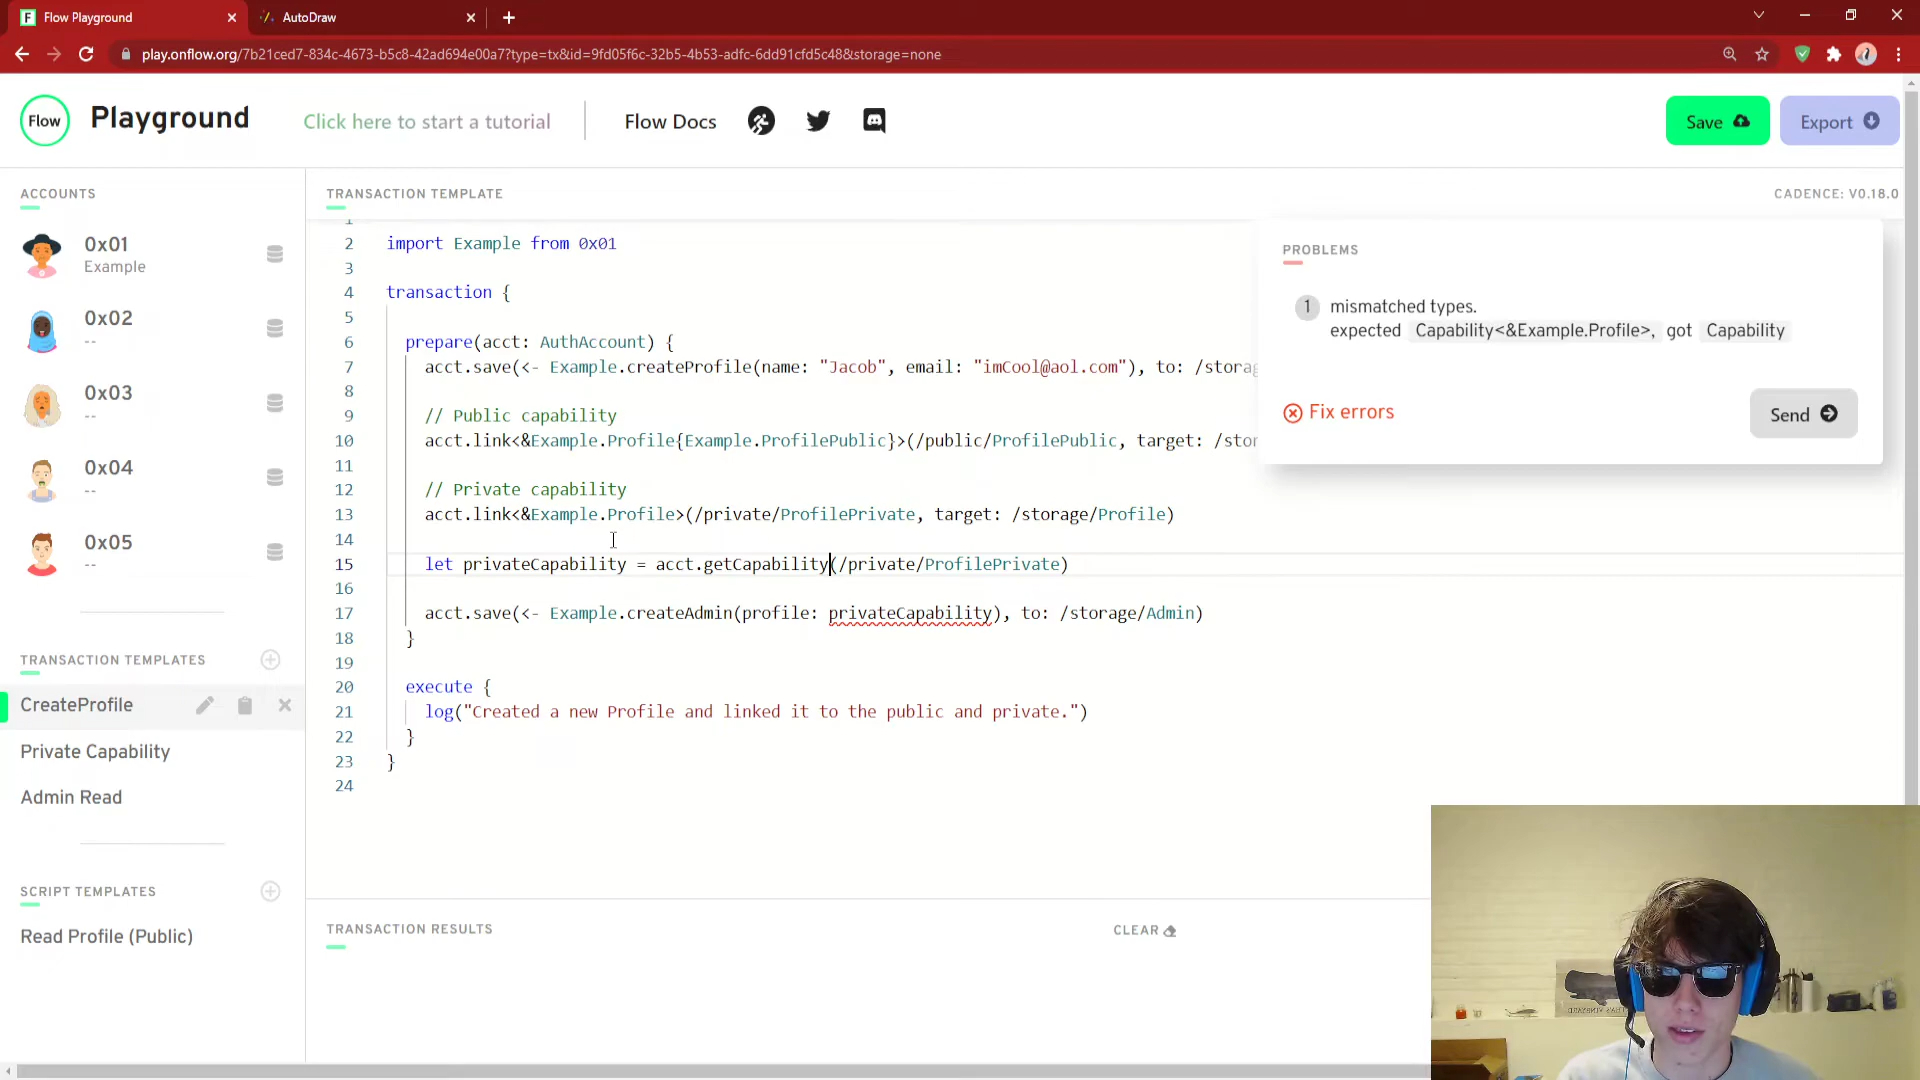 Flow Playground
AutoDraw
play.onflow.org/7b21ced7-834c-4673-b5c8-42ad694e00a7?type=tx&id=9fd05f6c-32b5-4b53-adfc-6dd91cfd5c48&storage=none
Flow
Playground
Click here to start a tutorial
Flow Docs
Save
Export
ACCOUNTS
0x01
Example
0x02
--
0x03
--
0x04
--
0x05
--
TRANSACTION TEMPLATES
CreateProfile
Private Capability
Admin Read
SCRIPT TEMPLATES
Read Profile (Public)
TRANSACTION TEMPLATE
CADENCE: V0.18.0
1
2 import Example from 0x01
3
4 transaction {
5
6 prepare(acct: AuthAccount) {
7 acct.save(<- Example.createProfile(name: "Jacob", email: "imCool@aol.com"), to: /storag
8
9 // Public capability
10 acct.link<&Example.Profile{Example.ProfilePublic}>(/public/ProfilePublic, target: /stor
11
12 // Private capability
13 acct.link<&Example.Profile>(/private/ProfilePrivate, target: /storage/Profile)
14
15 let privateCapability = acct.getCapability(/private/ProfilePrivate)
16
17 acct.save(<- Example.createAdmin(profile: privateCapability), to: /storage/Admin)
18 }
19
20 execute {
21 log("Created a new Profile and linked it to the public and private.")
22 }
23 }
24
PROBLEMS
1 mismatched types.
expected Capability<&Example.Profile>, got Capability
Fix errors
Send
TRANSACTION RESULTS
CLEAR